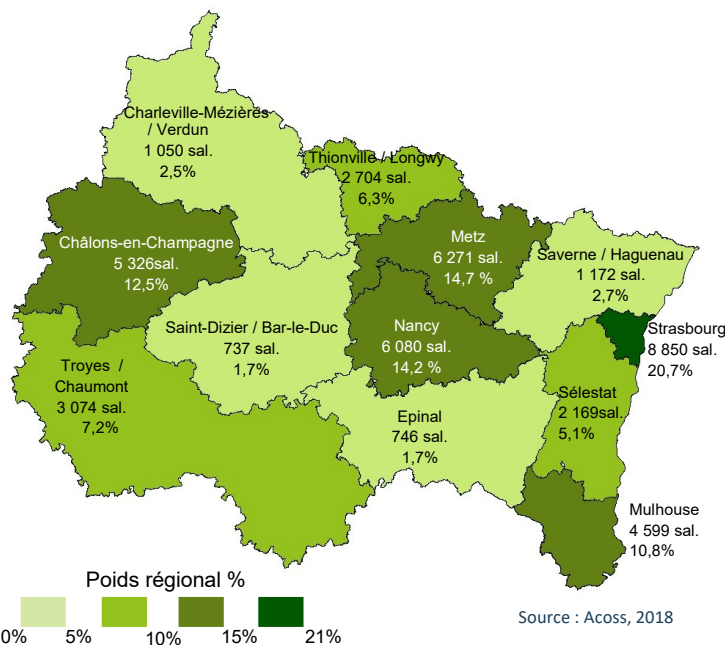 Charleville-Mézières
/ Verdun
1 050 sal.
2,5%
Thionville / Longwy
2 704 sal.
6,3%
Châlons-en-Champagne
5 326sal.
12,5%
Metz
6 271 sal.
14,7 %
Saverne / Haguenau
1 172 sal.
2,7%
Saint-Dizier / Bar-le-Duc
737 sal.
1,7%
Nancy
6 080 sal.
14,2 %
Strasbourg
8 850 sal.
20,7%
Troyes /
Chaumont
3 074 sal.
7,2%
Epinal
746 sal.
1,7%
Sélestat
2 169sal.
5,1%
Mulhouse
4 599 sal.
10,8%
Poids régional %
0% 5% 10% 15% 21%
Source : Acoss, 2018